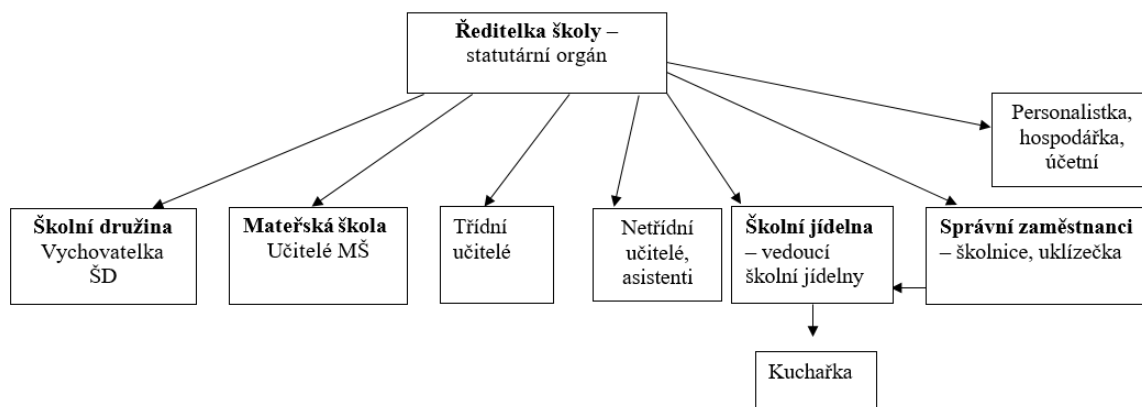 Ředitelka školy –
statutární orgán
Personalistka,
hospodářka,
účetní
Školní družina
Vychovatelka
ŠD
Mateřská škola
Učitelé MŠ
Třídní
učitelé
Netřídní
učitelé,
asistenti
Školní jídelna
– vedoucí
školní jídelny
Správní zaměstnanci
– školnice, uklízečka
Kuchařka